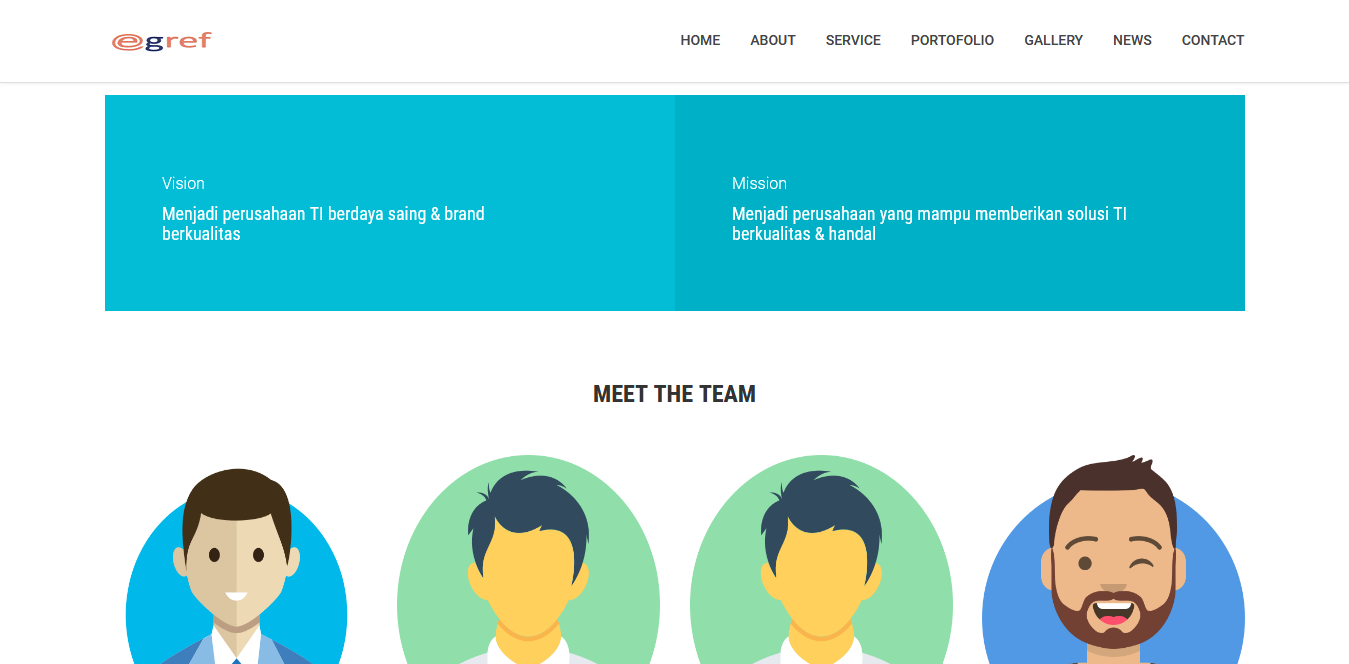 egref
HOME ABOUT SERVICE PORTOFOLIO GALLERY NEWS CONTACT
Vision
Menjadi perusahaan TI berdaya saing & brand
berkualitas
Mission
Menjadi perusahaan yang mampu memberikan solusi TI
berkualitas & handal
MEET THE TEAM